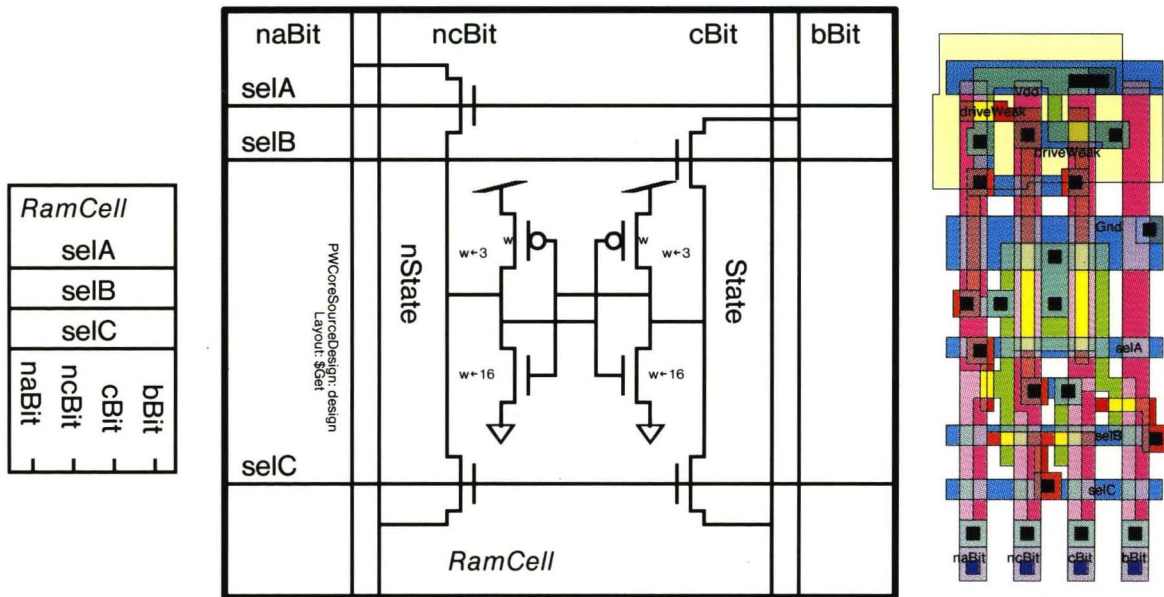 RamCell
selA
selB
selC
naBit
ncBit
cBit
bBit
naBit ncBit cBit bBit
selA
selB
w
w
w←3
w←3
nState
State
PWCoreSourceDesign: design
Layout: $Get
w←16
w←16
selC
RamCell
Vdd
driveWeak
driveWeak
Gnd
selA
selB
selC
naBit ncBit cBit bBit